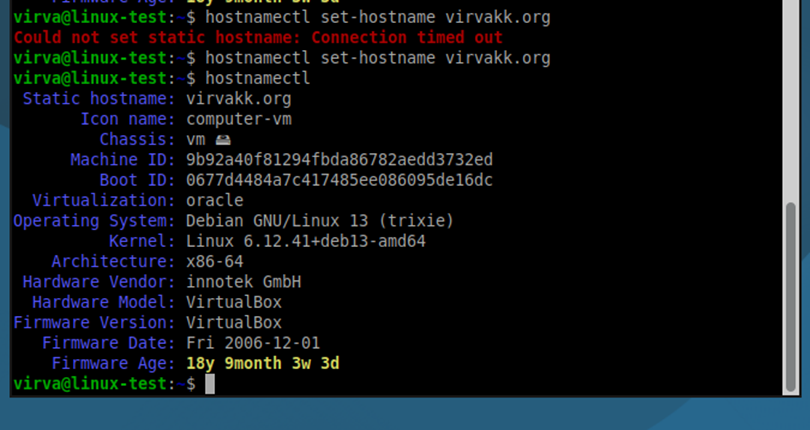 Firmware Age: 18y 9month 3w 3d
virva@linux-test:~$ hostnamectl set-hostname virvakk.org
Could not set static hostname: Connection timed out
virva@linux-test:~$ hostnamectl set-hostname virvakk.org
virva@linux-test:~$ hostnamectl
Static hostname: virvakk.org
Icon name: computer-vm
Chassis: vm 🖴
Machine ID: 9b92a40f81294fbda86782aedd3732ed
Boot ID: 0677d4484a7c417485ee086095de16dc
Virtualization: oracle
Operating System: Debian GNU/Linux 13 (trixie)
Kernel: Linux 6.12.41+deb13-amd64
Architecture: x86-64
Hardware Vendor: innotek GmbH
Hardware Model: VirtualBox
Firmware Version: VirtualBox
Firmware Date: Fri 2006-12-01
Firmware Age: 18y 9month 3w 3d
virva@linux-test:~$